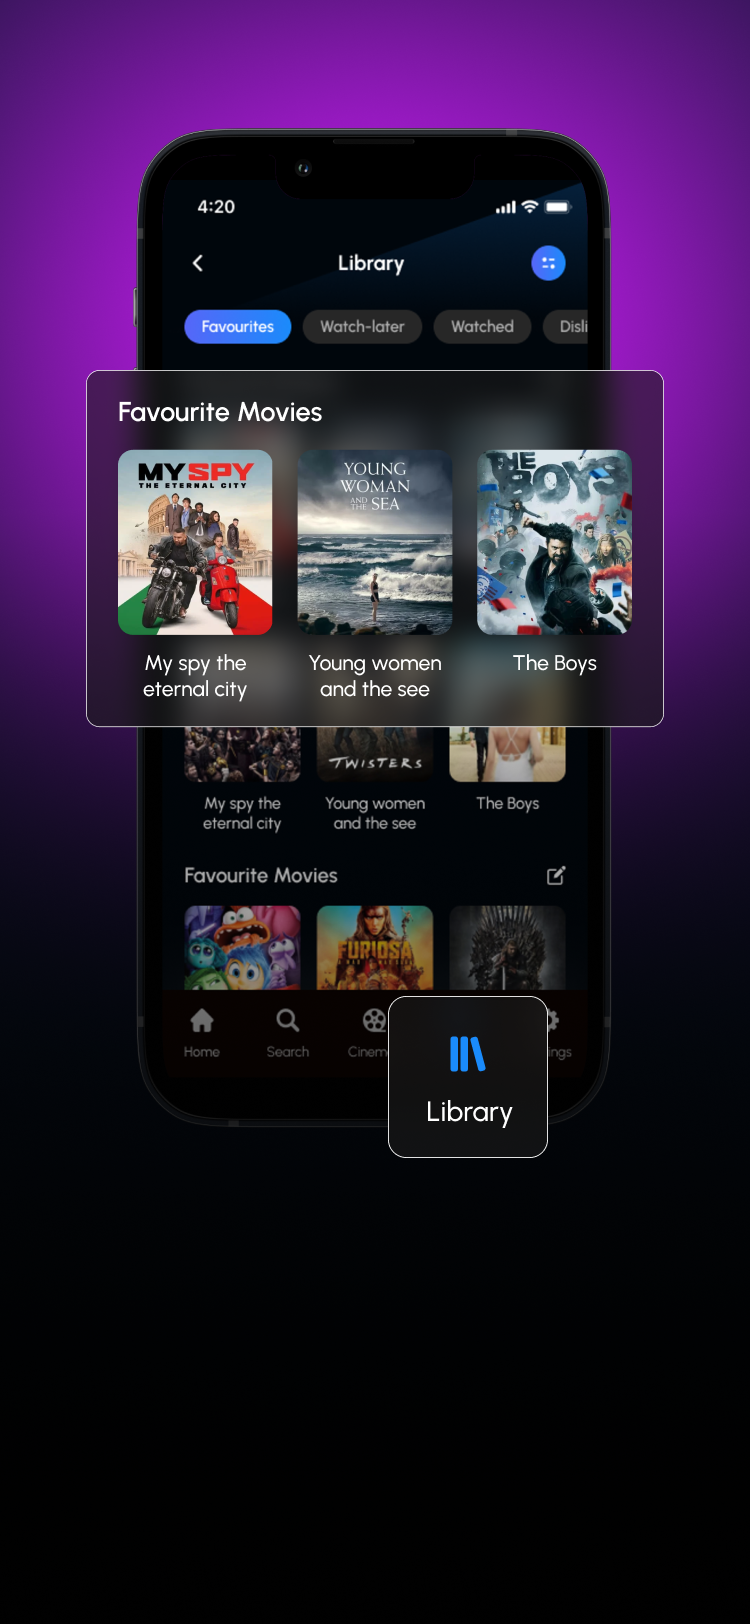 4:20
Library
Favourites
Watch-later
Watched
Disli
Favourite Movies
MY SPY
THE ETERNAL CITY
YOUNG
WOMAN
AND THE SEA
THE
BOYS
My spy the
eternal city
Young women
and the see
The Boys
TWISTERS
My spy the
eternal city
Young women
and the see
The Boys
Favourite Movies
FURIOSA
Home
Search
Cinem
ings
Library